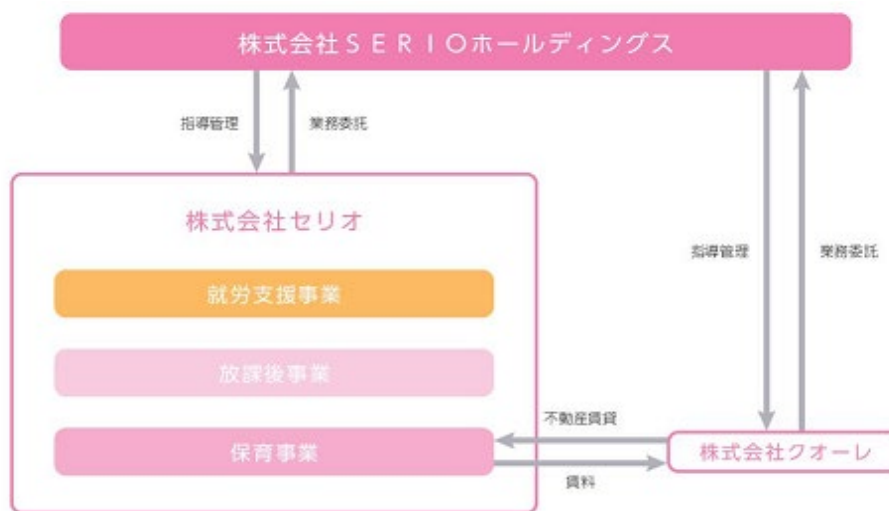 株式会社ＳＥＲＩＯホールディングス
指導管理
業務委託
株式会社セリオ
就労支援事業
放課後事業
保育事業
指導管理
業務委託
不動産賃貸
賃料
株式会社クオーレ